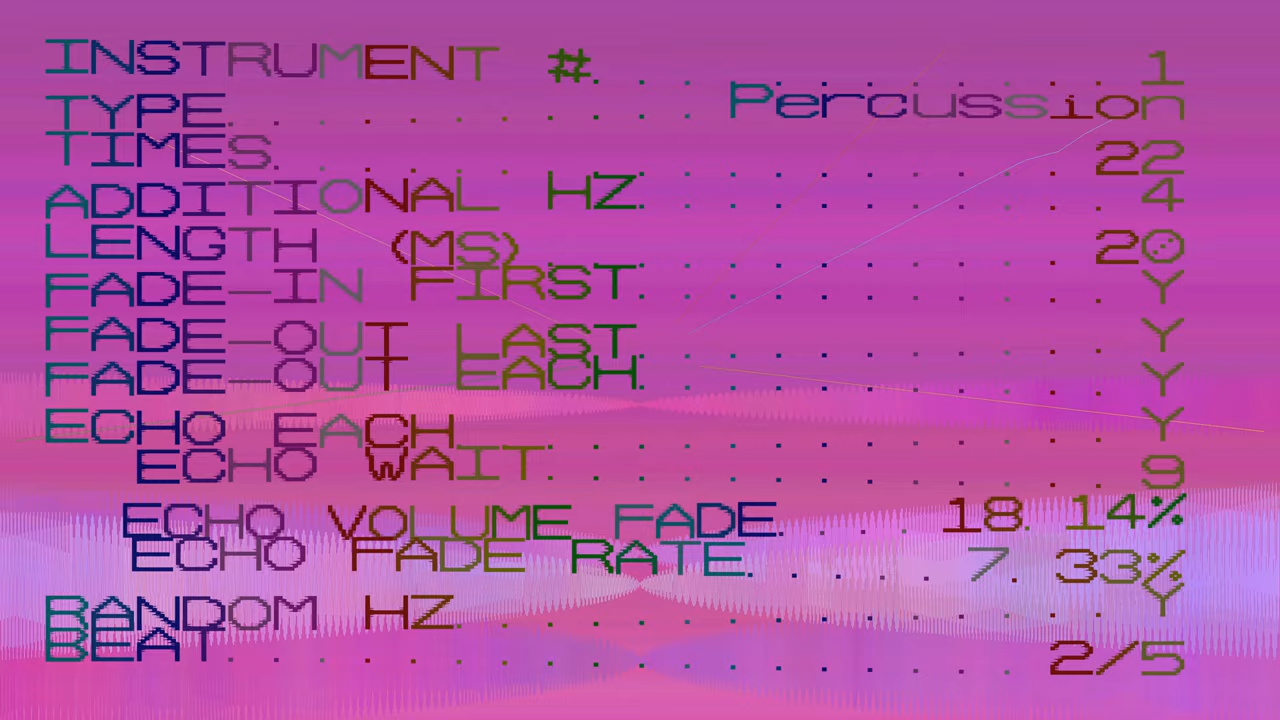 INSTRUMENT #. . . . . . . . . . . . 1
TYPE. . . . . . . . . . . Percussion
TIMES. . . . . . . . . . . . . . . . . . . 22
ADDITIONAL HZ. . . . . . . . . . . 4
LENGTH (MS). . . . . . . . . . . . . 20
FADE-IN FIRST. . . . . . . . . . . Y
FADE-OUT LAST. . . . . . . . . . . Y
FADE-OUT EACH. . . . . . . . . . . Y
ECHO EACH. . . . . . . . . . . . . Y
ECHO WAIT. . . . . . . . . . . . . 9
ECHO VOLUME FADE. . . . 18.14%
ECHO FADE RATE. . . . . . 7.33%
RANDOM HZ. . . . . . . . . . . . . . . Y
BEAT. . . . . . . . . . . . . . . . . . . 2/5